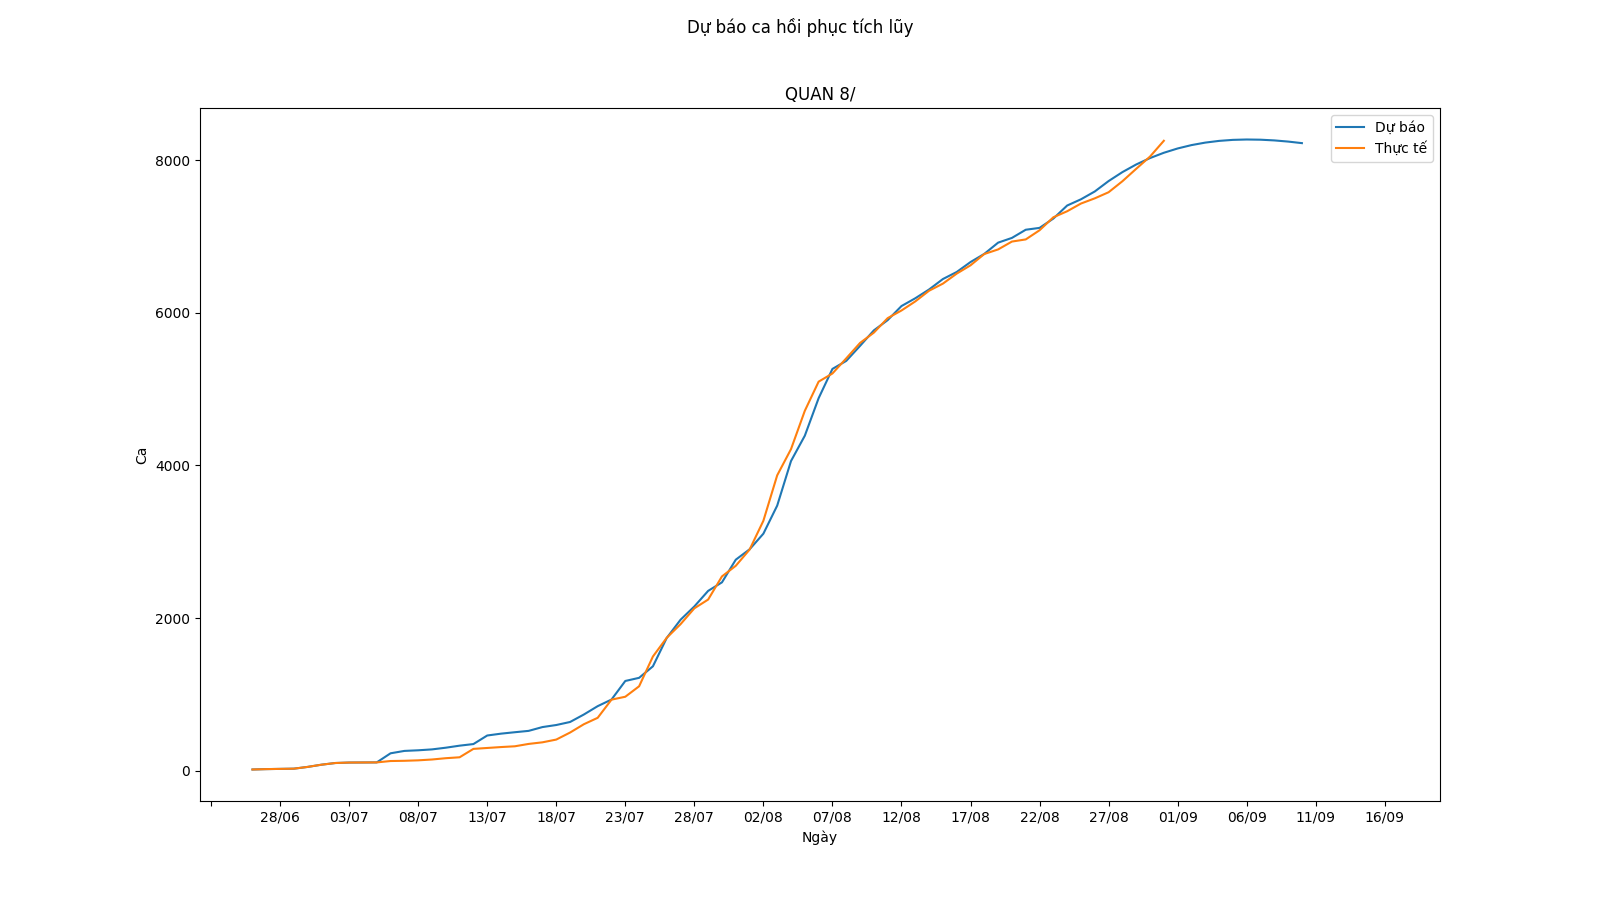 Dự báo ca hồi phục tích lũy
QUAN 8/
Dự báo
Thực tế
8000
6000
4000
2000
0
Ca
28/06 03/07 08/07 13/07 18/07 23/07 28/07 02/08 07/08 12/08 17/08 22/08 27/08 01/09 06/09 11/09 16/09
Ngày